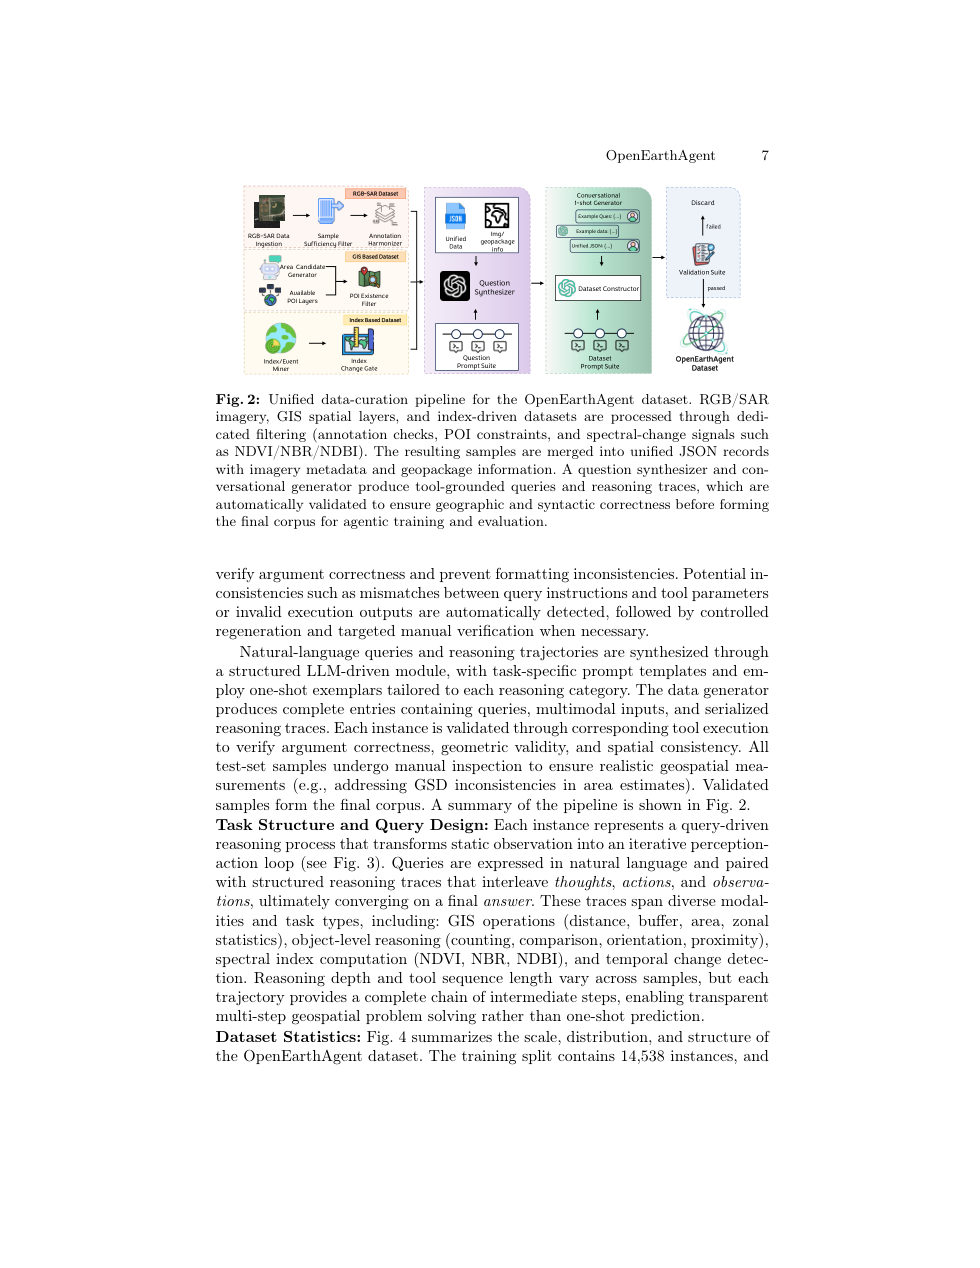 OpenEarthAgent 7
RGB-SAR Dataset
RGB-SAR Data
Ingestion
Sample
Sufficiency Filter
Annotation
Harmonizer
GIS Based Dataset
Area Candidate
Generator
Available
POI Layers
POI Existence
Filter
Index Based Dataset
Index/Event
Miner
Index
Change Gate
JSON
Unified
Data
Img/
geopackage
info
Question
Synthesizer
Question
Prompt Suite
Conversational
1-shot Generator
Example Ques: {...}
Example data: {...}
Unified JSON: {...}
Dataset Constructor
Dataset
Prompt Suite
Discard
failed
Validation Suite
passed
OpenEarthAgent
Dataset
Fig. 2: Unified data-curation pipeline for the OpenEarthAgent dataset. RGB/SAR
imagery, GIS spatial layers, and index-driven datasets are processed through dedi-
cated filtering (annotation checks, POI constraints, and spectral-change signals such
as NDVI/NBR/NDBI). The resulting samples are merged into unified JSON records
with imagery metadata and geopackage information. A question synthesizer and con-
versational generator produce tool-grounded queries and reasoning traces, which are
automatically validated to ensure geographic and syntactic correctness before forming
the final corpus for agentic training and evaluation.
verify argument correctness and prevent formatting inconsistencies. Potential in-
consistencies such as mismatches between query instructions and tool parameters
or invalid execution outputs are automatically detected, followed by controlled
regeneration and targeted manual verification when necessary.
Natural-language queries and reasoning trajectories are synthesized through
a structured LLM-driven module, with task-specific prompt templates and em-
ploy one-shot exemplars tailored to each reasoning category. The data generator
produces complete entries containing queries, multimodal inputs, and serialized
reasoning traces. Each instance is validated through corresponding tool execution
to verify argument correctness, geometric validity, and spatial consistency. All
test-set samples undergo manual inspection to ensure realistic geospatial mea-
surements (e.g., addressing GSD inconsistencies in area estimates). Validated
samples form the final corpus. A summary of the pipeline is shown in Fig. 2.
Task Structure and Query Design: Each instance represents a query-driven
reasoning process that transforms static observation into an iterative perception-
action loop (see Fig. 3). Queries are expressed in natural language and paired
with structured reasoning traces that interleave thoughts, actions, and observa-
tions, ultimately converging on a final answer. These traces span diverse modal-
ities and task types, including: GIS operations (distance, buffer, area, zonal
statistics), object-level reasoning (counting, comparison, orientation, proximity),
spectral index computation (NDVI, NBR, NDBI), and temporal change detec-
tion. Reasoning depth and tool sequence length vary across samples, but each
trajectory provides a complete chain of intermediate steps, enabling transparent
multi-step geospatial problem solving rather than one-shot prediction.
Dataset Statistics: Fig. 4 summarizes the scale, distribution, and structure of
the OpenEarthAgent dataset. The training split contains 14,538 instances, and